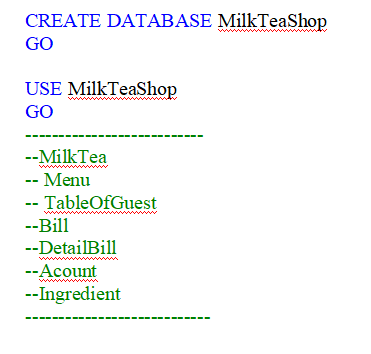 CREATE DATABASE MilkTeaShop
GO
USE MilkTeaShop
GO
---------------------------
--MilkTea
-- Menu
-- TableOfGuest
--Bill
--DetailBill
--Acount
--Ingredient
----------------------------